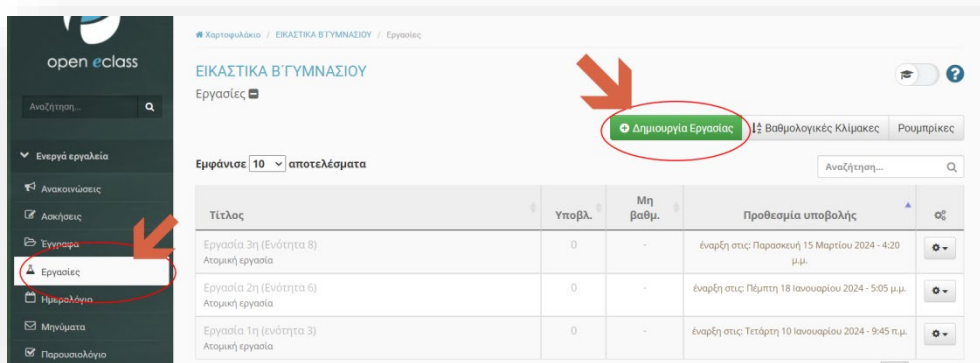 Χαρτοφυλάκιο / ΕΙΚΑΣΤΙΚΑ Β΄ΓΥΜΝΑΣΙΟΥ / Εργασίες
open eclass
ΕΙΚΑΣΤΙΚΑ Β΄ΓΥΜΝΑΣΙΟΥ
Εργασίες
Αναζήτηση...
Δημιουργία Εργασίας Βαθμολογικές Κλίμακες Ρουμπρίκες
Ενεργά εργαλεία
Ανακοινώσεις
Ασκήσεις
Έγγραφα
Εργασίες
Ημερολόγιο
Μηνύματα
Παρουσιολόγιο
Εμφάνισε 10 αποτελέσματα
Αναζήτηση...
Τίτλος Υποβλ. Μη βαθμ. Προθεσμία υποβολής
Εργασία 3η (Ενότητα 8) 0 - έναρξη στις: Παρασκευή 15 Μαρτίου 2024 - 4:20
μ.μ.
Ατομική εργασία
Εργασία 2η (Ενότητα 6) 0 - έναρξη στις: Πέμπτη 18 Ιανουαρίου 2024 - 5:05 μ.μ.
Ατομική εργασία
Εργασία 1η (ενότητα 3) 0 - έναρξη στις: Τετάρτη 10 Ιανουαρίου 2024 - 9:45 π.μ.
Ατομική εργασία